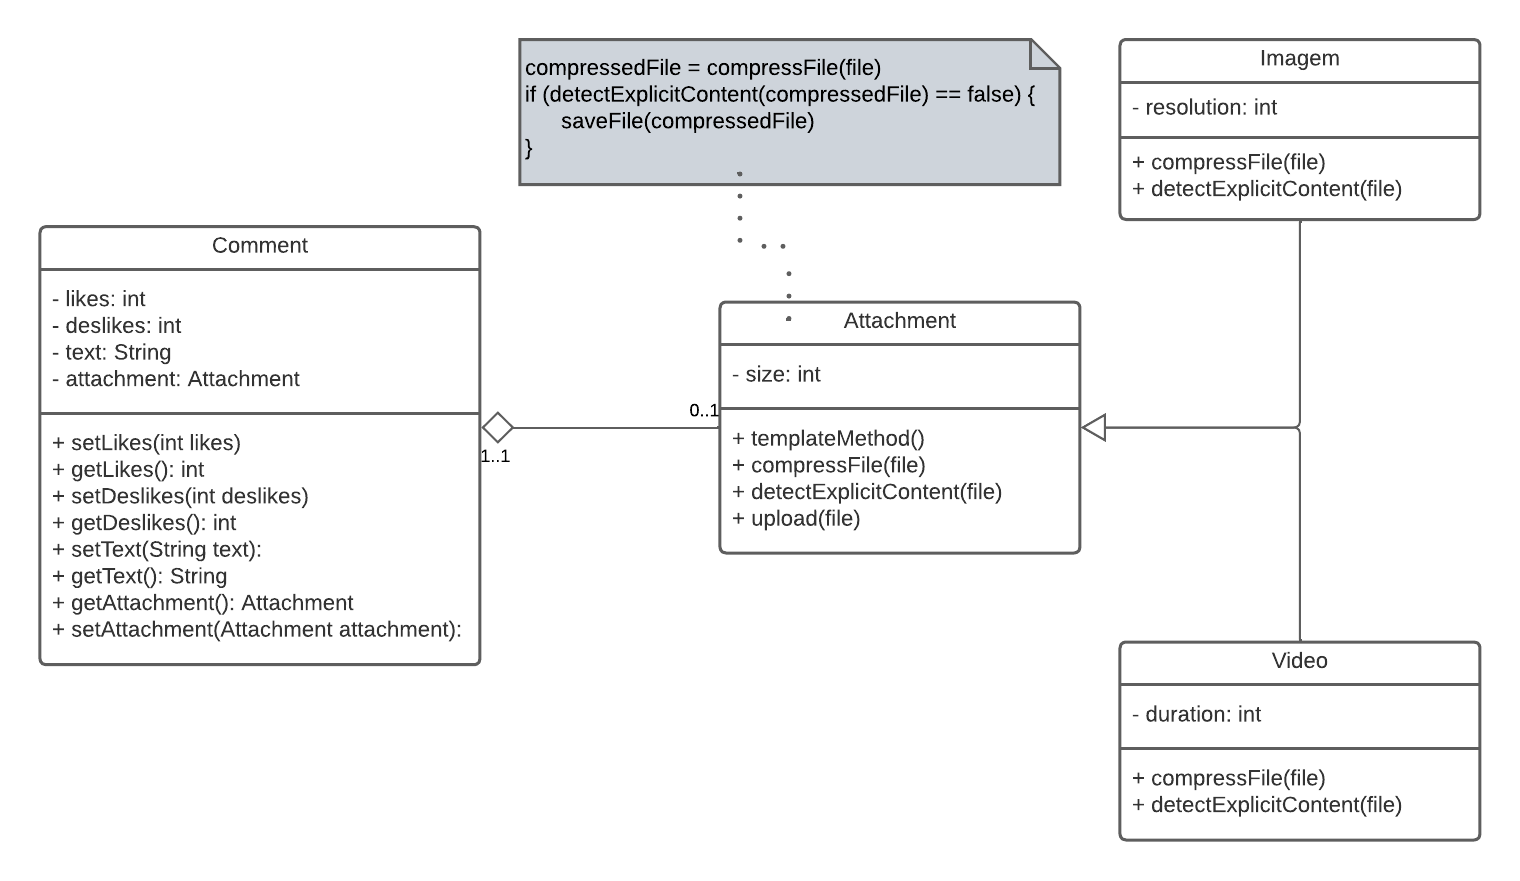 compressedFile = compressFile(file)
if (detectExplicitContent(compressedFile) == false) {
saveFile(compressedFile)
}
Imagem
- resolution: int
+ compressFile(file)
+ detectExplicitContent(file)
Comment
- likes: int
- deslikes: int
- text: String
- attachment: Attachment
+ setLikes(int likes)
+ getLikes(): int
+ setDeslikes(int deslikes)
+ getDeslikes(): int
+ setText(String text):
+ getText(): String
+ getAttachment(): Attachment
+ setAttachment(Attachment attachment):
1..1
0..1
Attachment
- size: int
+ templateMethod()
+ compressFile(file)
+ detectExplicitContent(file)
+ upload(file)
Video
- duration: int
+ compressFile(file)
+ detectExplicitContent(file)